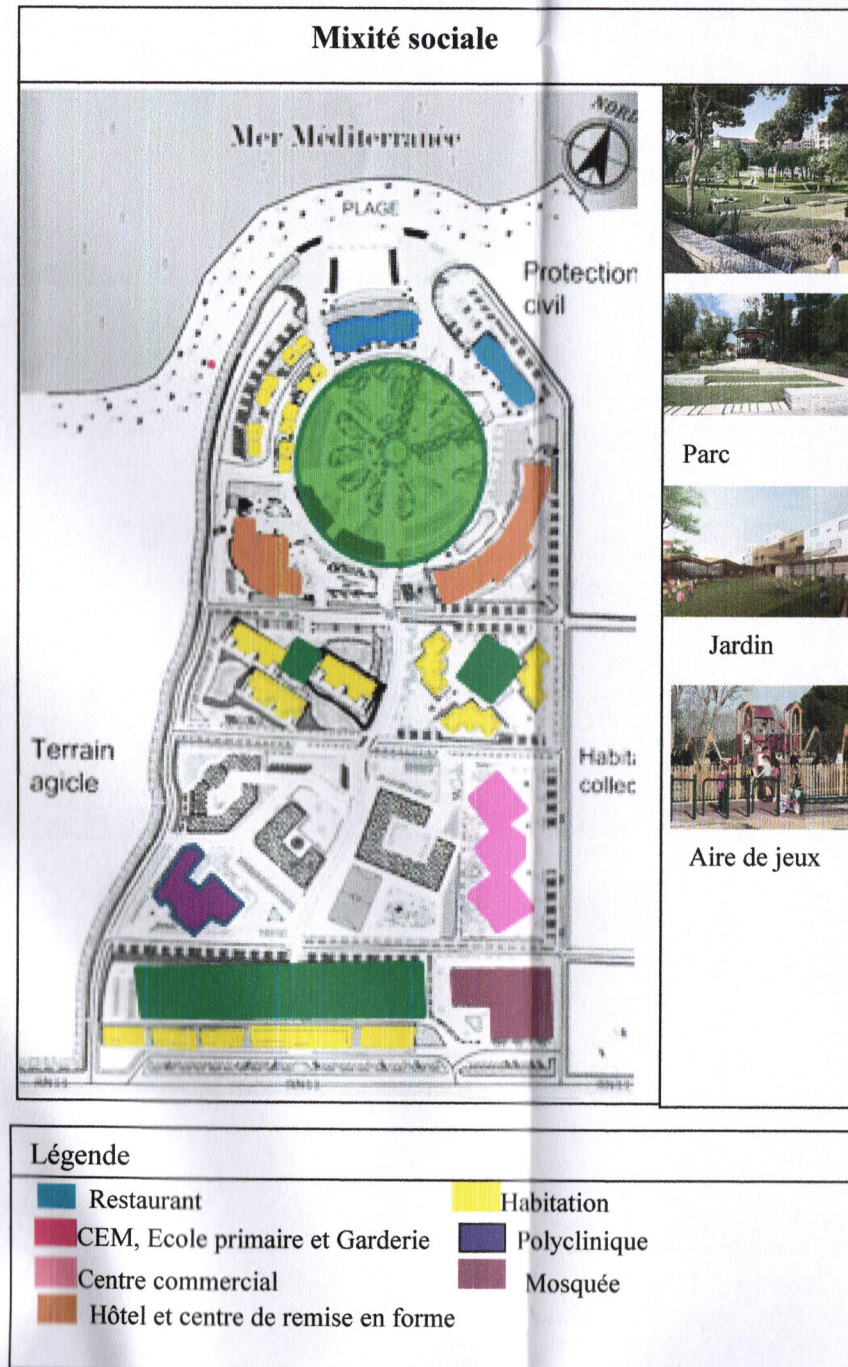 Mixité sociale
NORD
Mer Méditerranée
PLAGE
Protection
civil
Parc
Jardin
Terrain
agicle
Habita
collec
Aire de jeux
Légende
Restaurant
Habitation
CEM, Ecole primaire et Garderie
Polyclinique
Centre commercial
Mosquée
Hôtel et centre de remise en forme